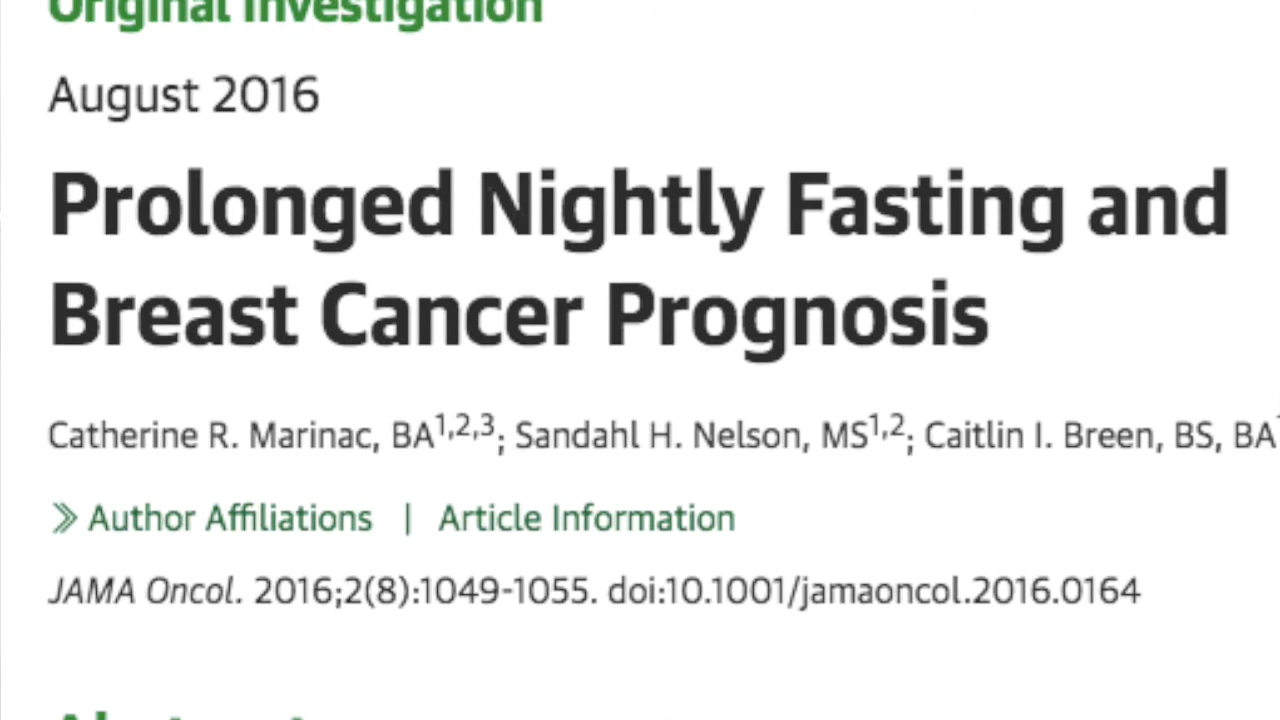 Original Investigation
August 2016
Prolonged Nightly Fasting and
Breast Cancer Prognosis
Catherine R. Marinac, BA1,2,3; Sandahl H. Nelson, MS1,2; Caitlin I. Breen, BS, BA
» Author Affiliations | Article Information
JAMA Oncol. 2016;2(8):1049-1055. doi:10.1001/jamaoncol.2016.0164